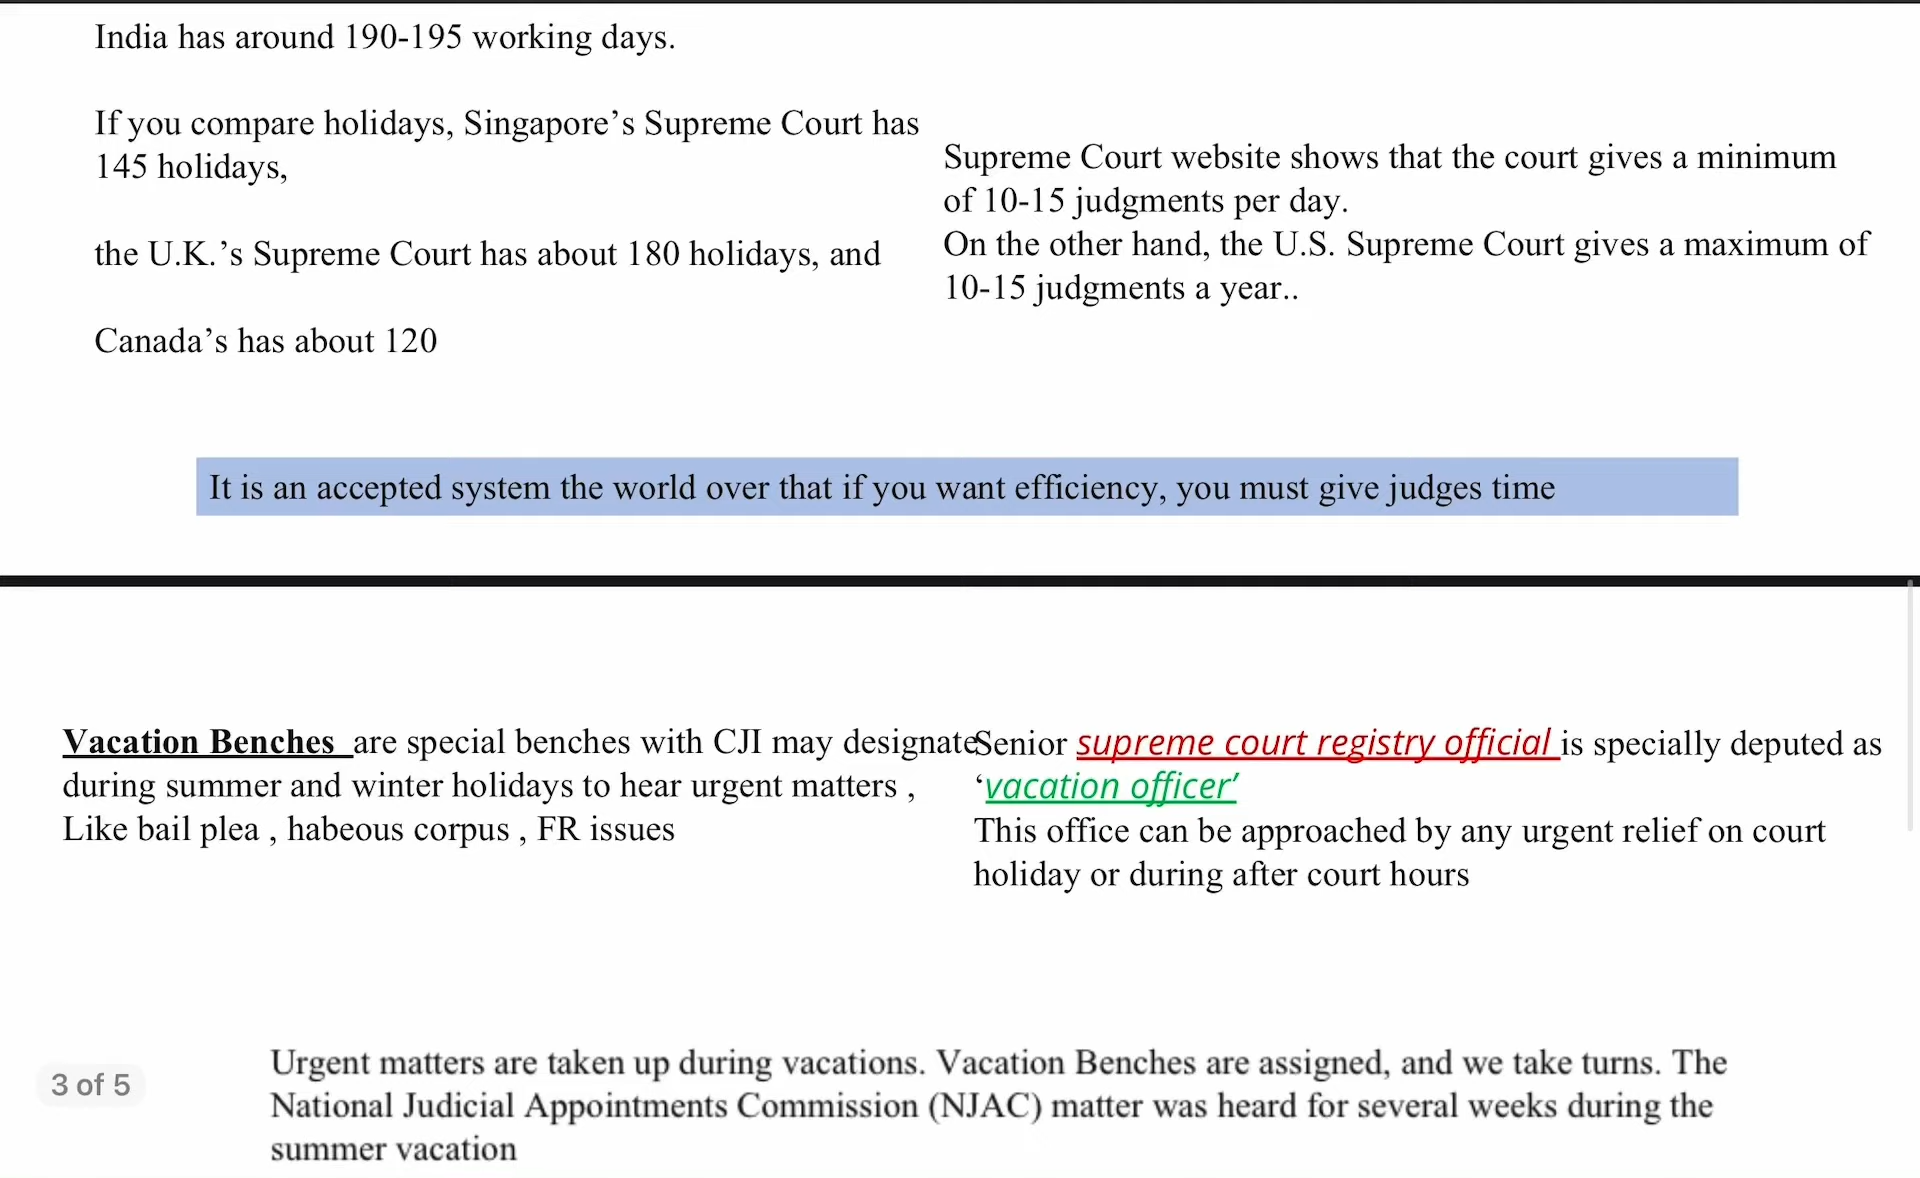 India has around 190-195 working days.
If you compare holidays, Singapore’s Supreme Court has
145 holidays,
the U.K.’s Supreme Court has about 180 holidays, and
Canada’s has about 120
Supreme Court website shows that the court gives a minimum
of 10-15 judgments per day.
On the other hand, the U.S. Supreme Court gives a maximum of
10-15 judgments a year..
It is an accepted system the world over that if you want efficiency, you must give judges time
Vacation Benches are special benches with CJI may designate
during summer and winter holidays to hear urgent matters ,
Like bail plea , habeous corpus , FR issues
Senior supreme court registry official is specially deputed as
‘vacation officer’
This office can be approached by any urgent relief on court
holiday or during after court hours
3 of 5
Urgent matters are taken up during vacations. Vacation Benches are assigned, and we take turns. The
National Judicial Appointments Commission (NJAC) matter was heard for several weeks during the
summer vacation